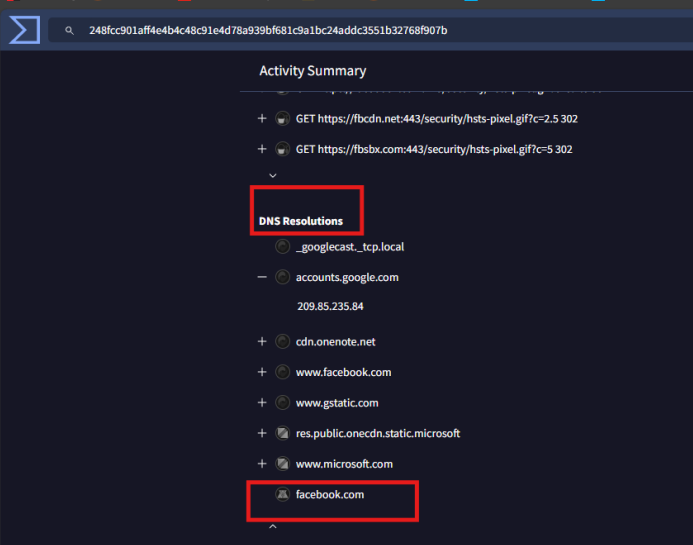 248fcc901aff4e4b4c48c91e4d78a939bf681c9a1bc24addc3551b32768f907b
Activity Summary
+ GET https://fbcdn.net:443/security/hsts-pixel.gif?c=2.5 302
+ GET https://fbsbx.com:443/security/hsts-pixel.gif?c=5 302
DNS Resolutions
_googlecast._tcp.local
— accounts.google.com
209.85.235.84
+ cdn.onenote.net
+ www.facebook.com
+ www.gstatic.com
+ res.public.onecdn.static.microsoft
+ www.microsoft.com
facebook.com